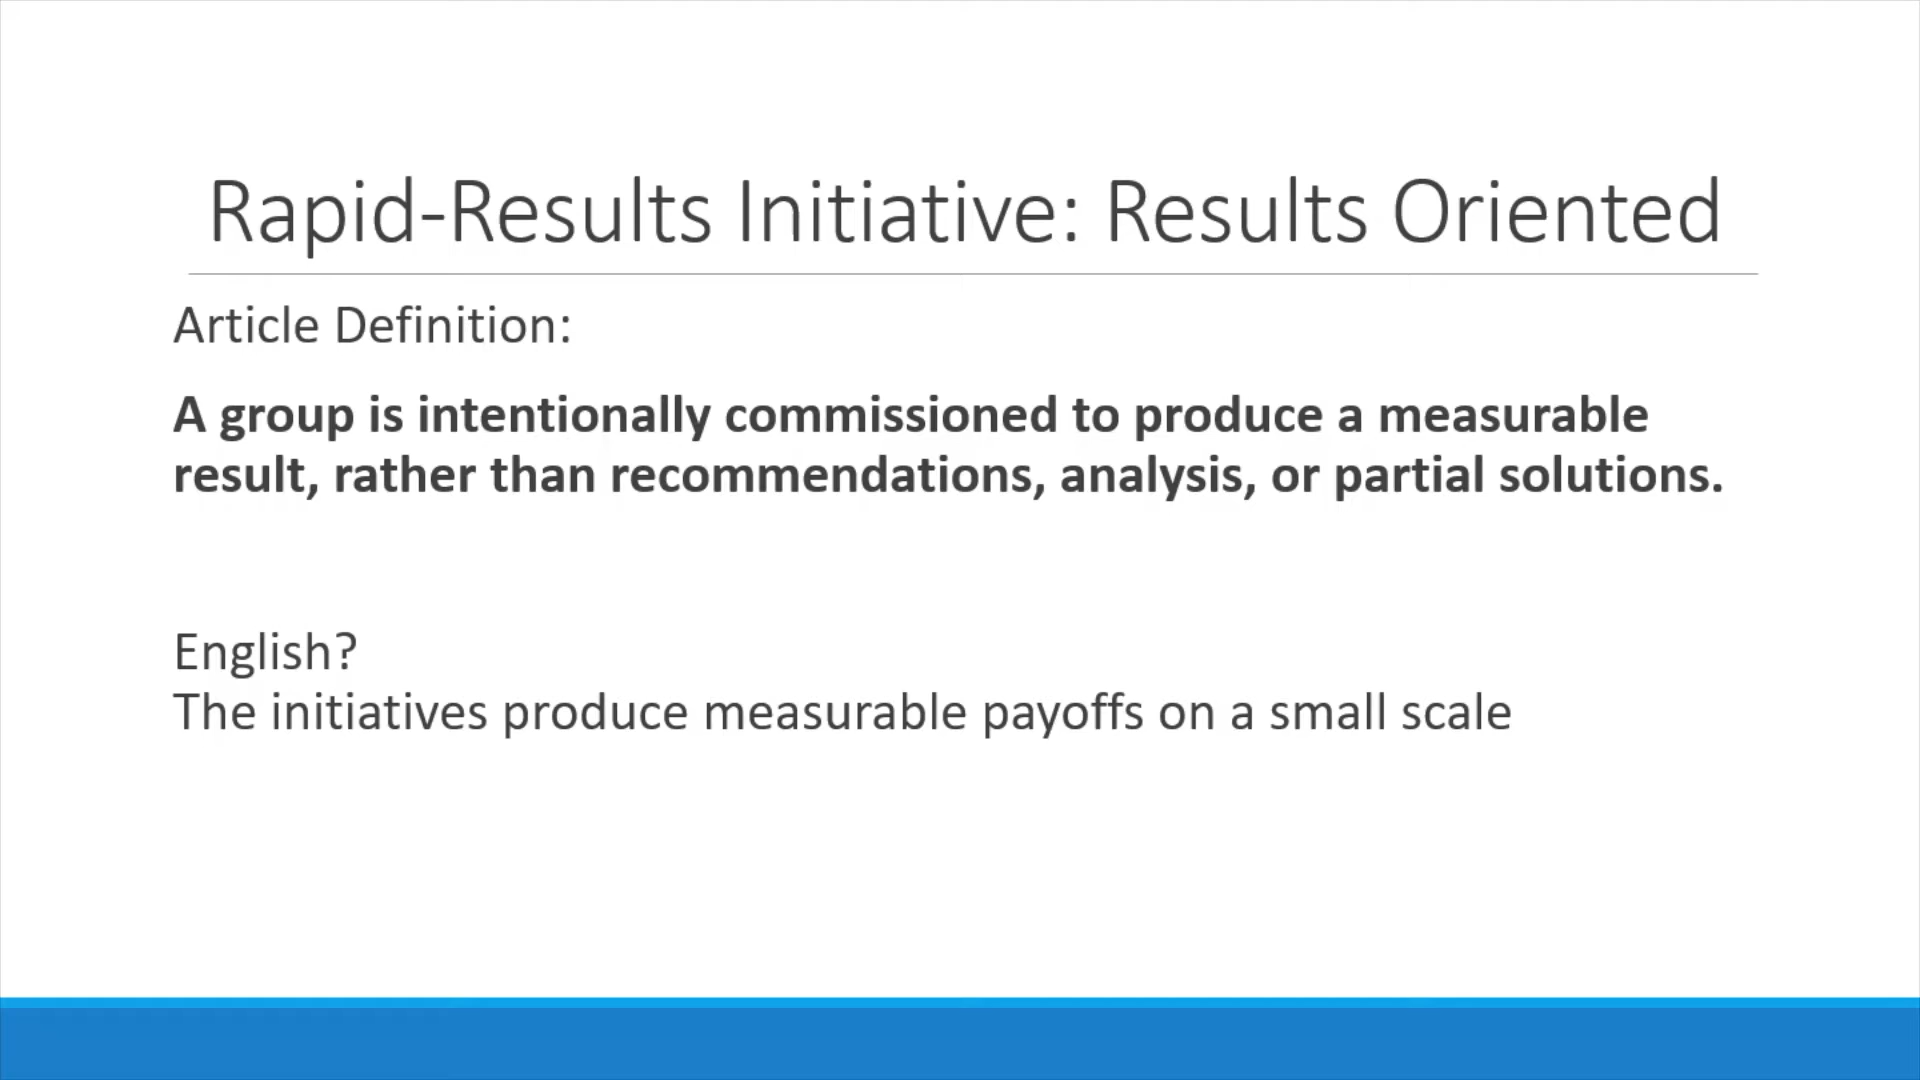 Rapid-Results Initiative: Results Oriented
Article Definition:
A group is intentionally commissioned to produce a measurable
result, rather than recommendations, analysis, or partial solutions.
English?
The initiatives produce measurable payoffs on a small scale